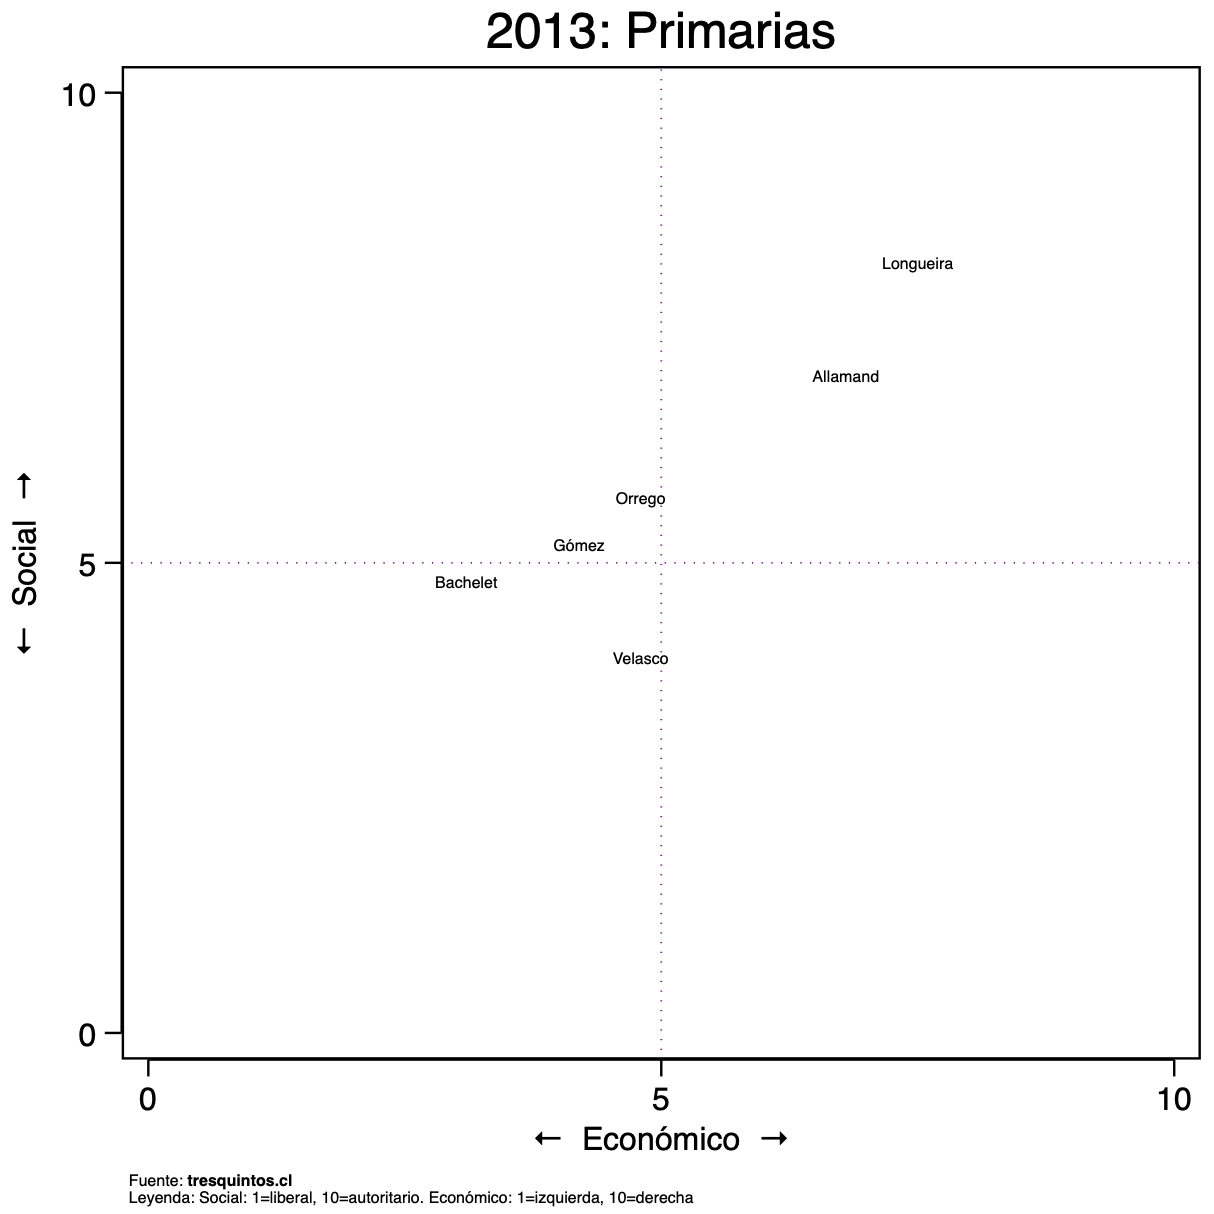 2013: Primarias
10
Longueira
Allamand
Orrego
Gómez
5
Bachelet
Velasco
← Social →
0
0 5 10
← Económico →
Fuente: tresquintos.cl
Leyenda: Social: 1=liberal, 10=autoritario. Económico: 1=izquierda, 10=derecha